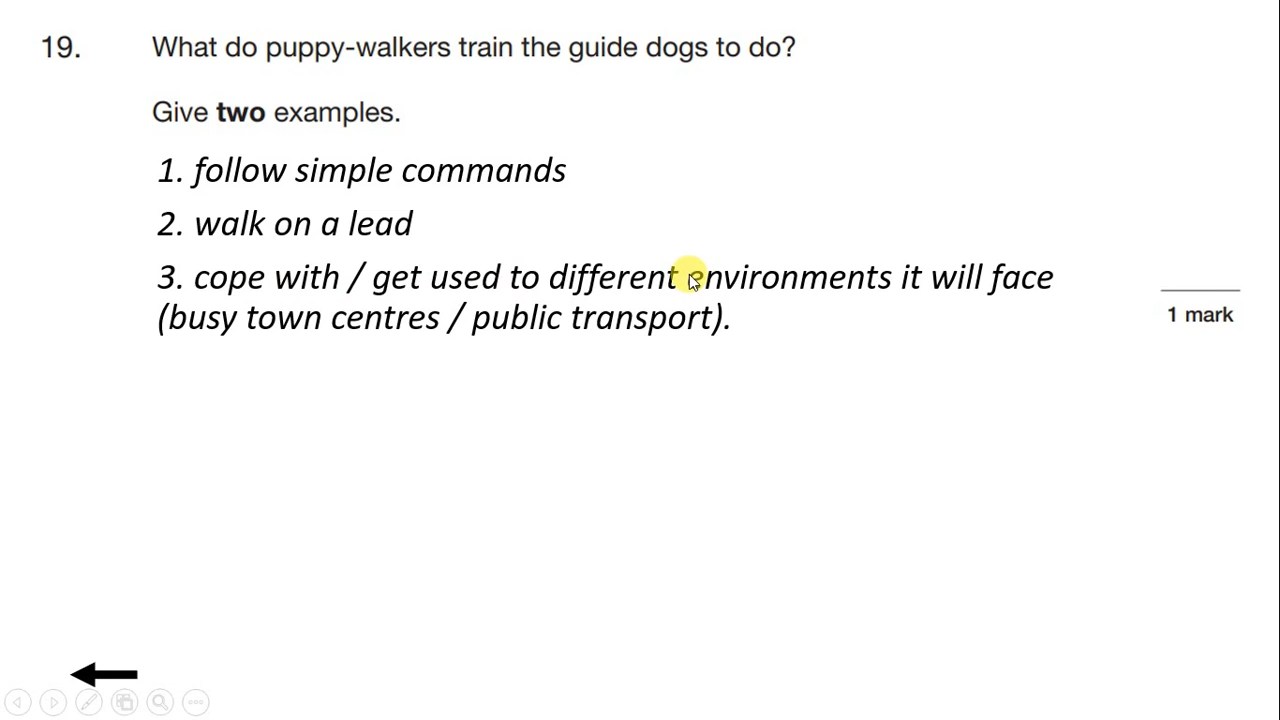 19. What do puppy-walkers train the guide dogs to do?
Give two examples.
1. follow simple commands
2. walk on a lead
3. cope with / get used to different environments it will face
(busy town centres / public transport).
1 mark